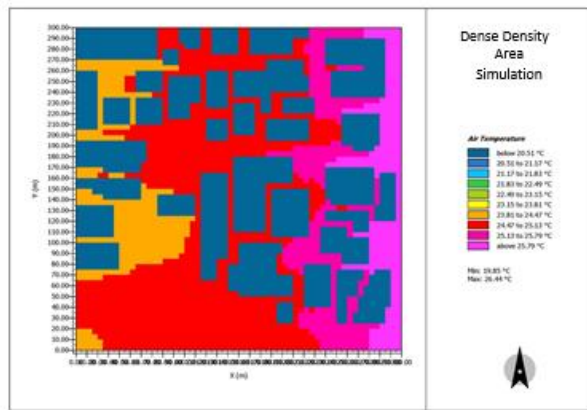 Dense Density
Area
Simulation
300.00
290.00
280.00
270.00
260.00
250.00
240.00
230.00
220.00
210.00
200.00
190.00
180.00
170.00
160.00
150.00
140.00
130.00
120.00
110.00
100.00
90.00
80.00
70.00
60.00
50.00
40.00
30.00
20.00
10.00
0.00
Y (m)
X (m)
Air Temperature
below 20.51 °C
20.51 to 21.17 °C
21.17 to 21.83 °C
21.83 to 22.49 °C
22.49 to 23.15 °C
23.15 to 23.81 °C
23.81 to 24.47 °C
24.47 to 25.13 °C
25.13 to 25.79 °C
above 25.79 °C
Min: 19.85 °C
Max: 26.44 °C